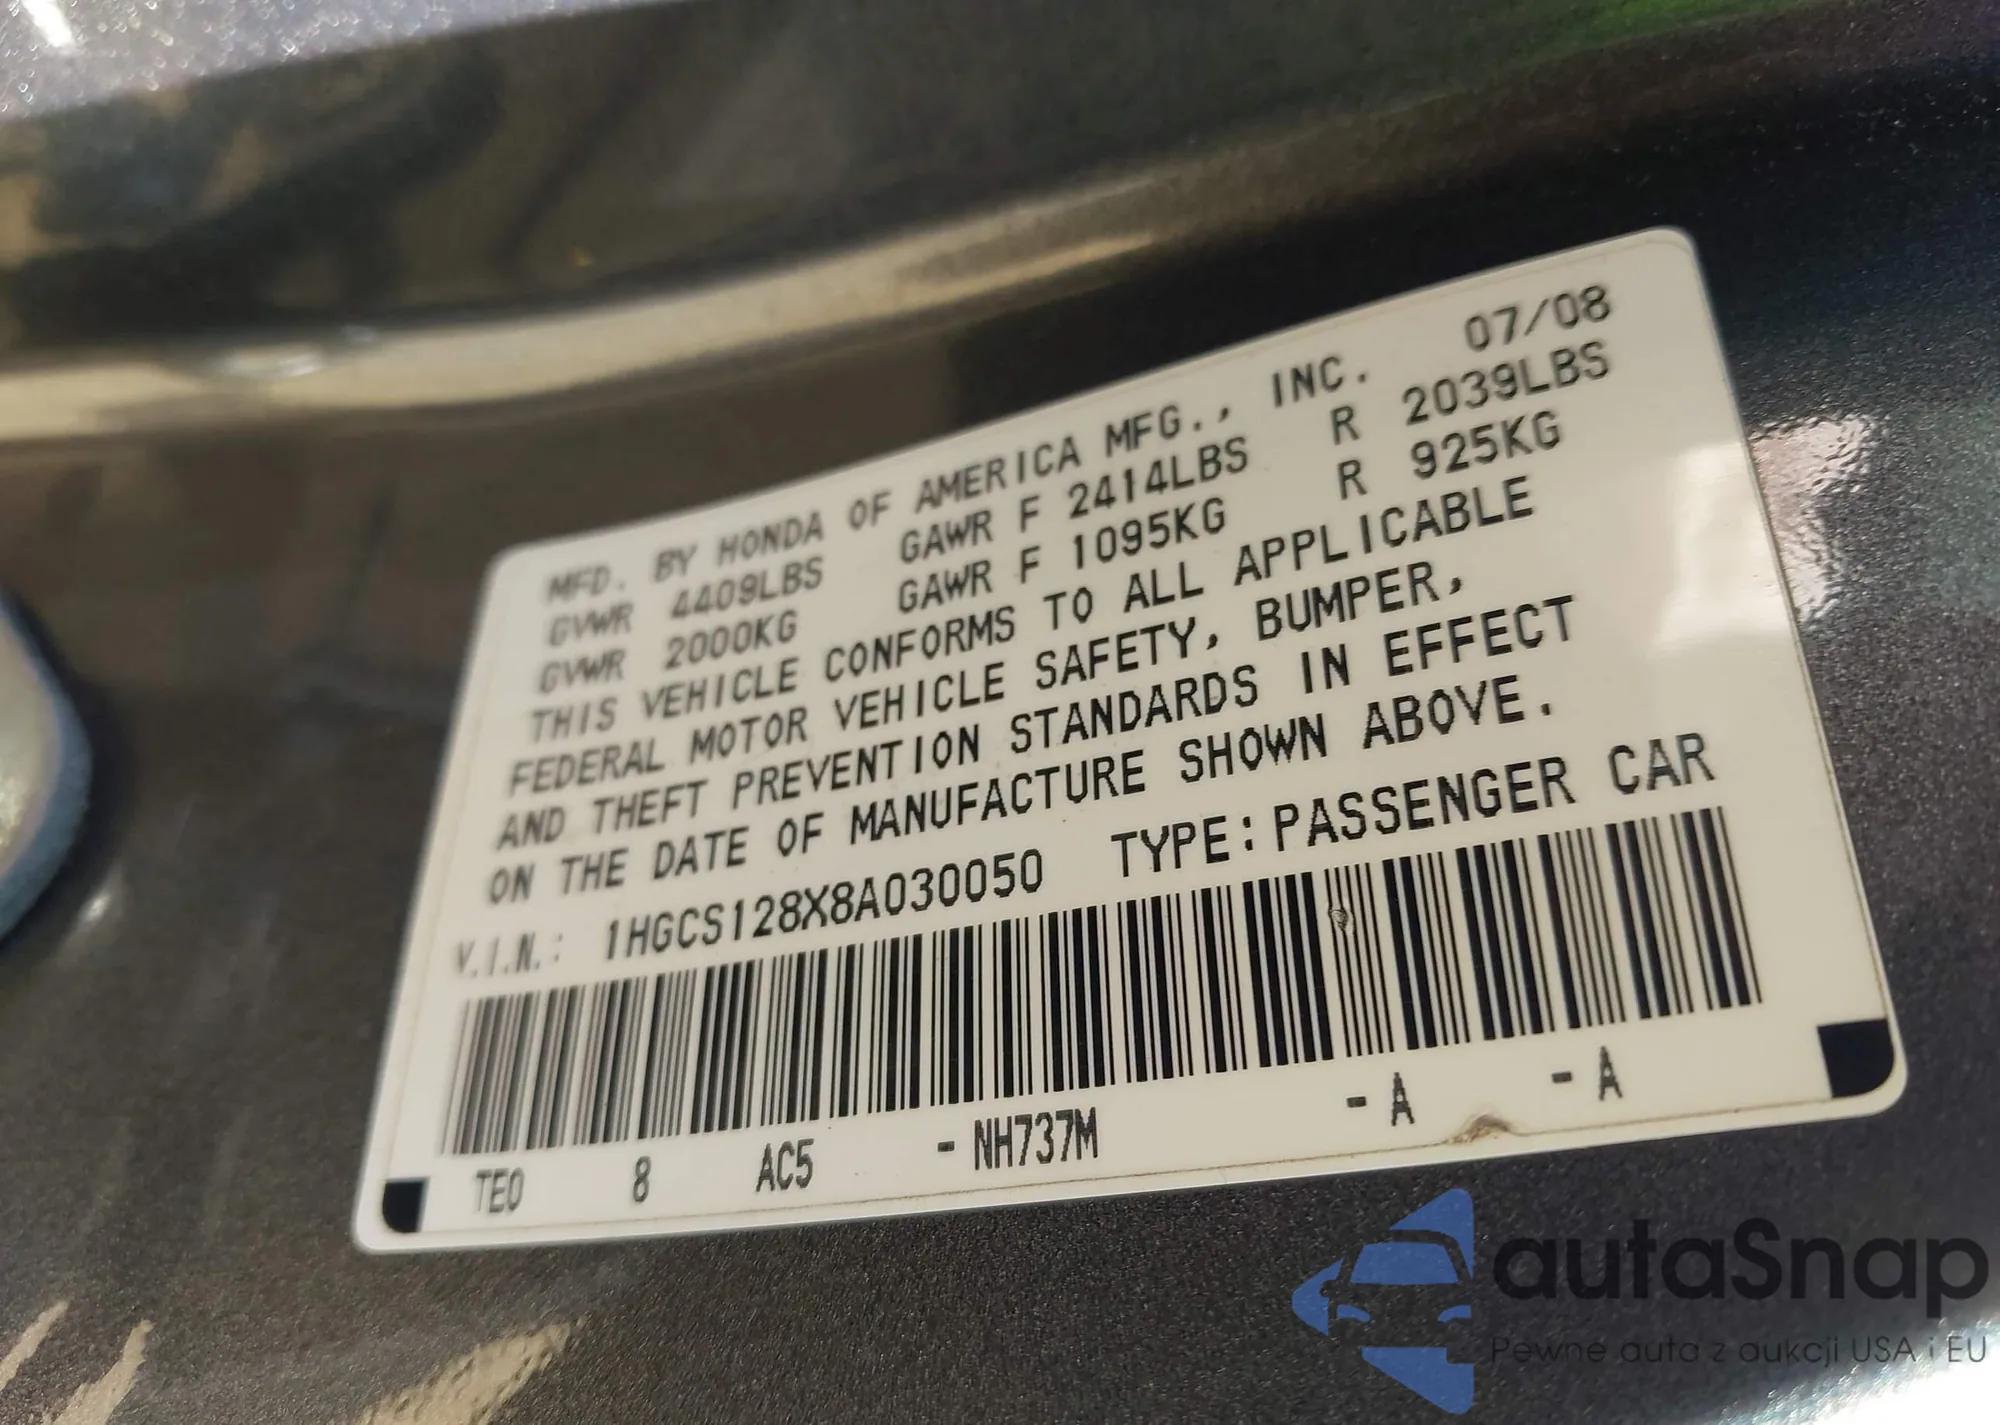 MFD. BY HONDA OF AMERICA MFG., INC. 07/08
GVWR 4409LBS GAWR F 2414LBS R 2039LBS
GVWR 2000KG GAWR F 1095KG R 925KG
THIS VEHICLE CONFORMS TO ALL APPLICABLE
FEDERAL MOTOR VEHICLE SAFETY, BUMPER,
AND THEFT PREVENTION STANDARDS IN EFFECT
ON THE DATE OF MANUFACTURE SHOWN ABOVE.
V.I.N.: 1HGCS128X8A030050 TYPE:PASSENGER CAR
TE0 8 AC5 -NH737M -A -A
autaSnap
Pewne auta z aukcji USA i EU